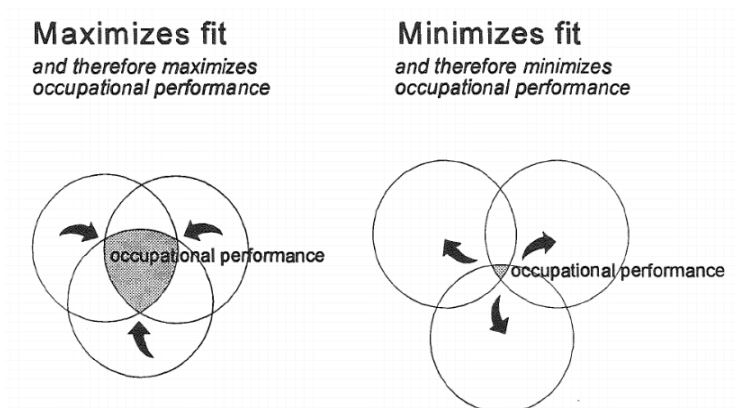 Maximizes fit
and therefore maximizes
occupational performance
Minimizes fit
and therefore minimizes
occupational performance
occupational performance
occupational performance